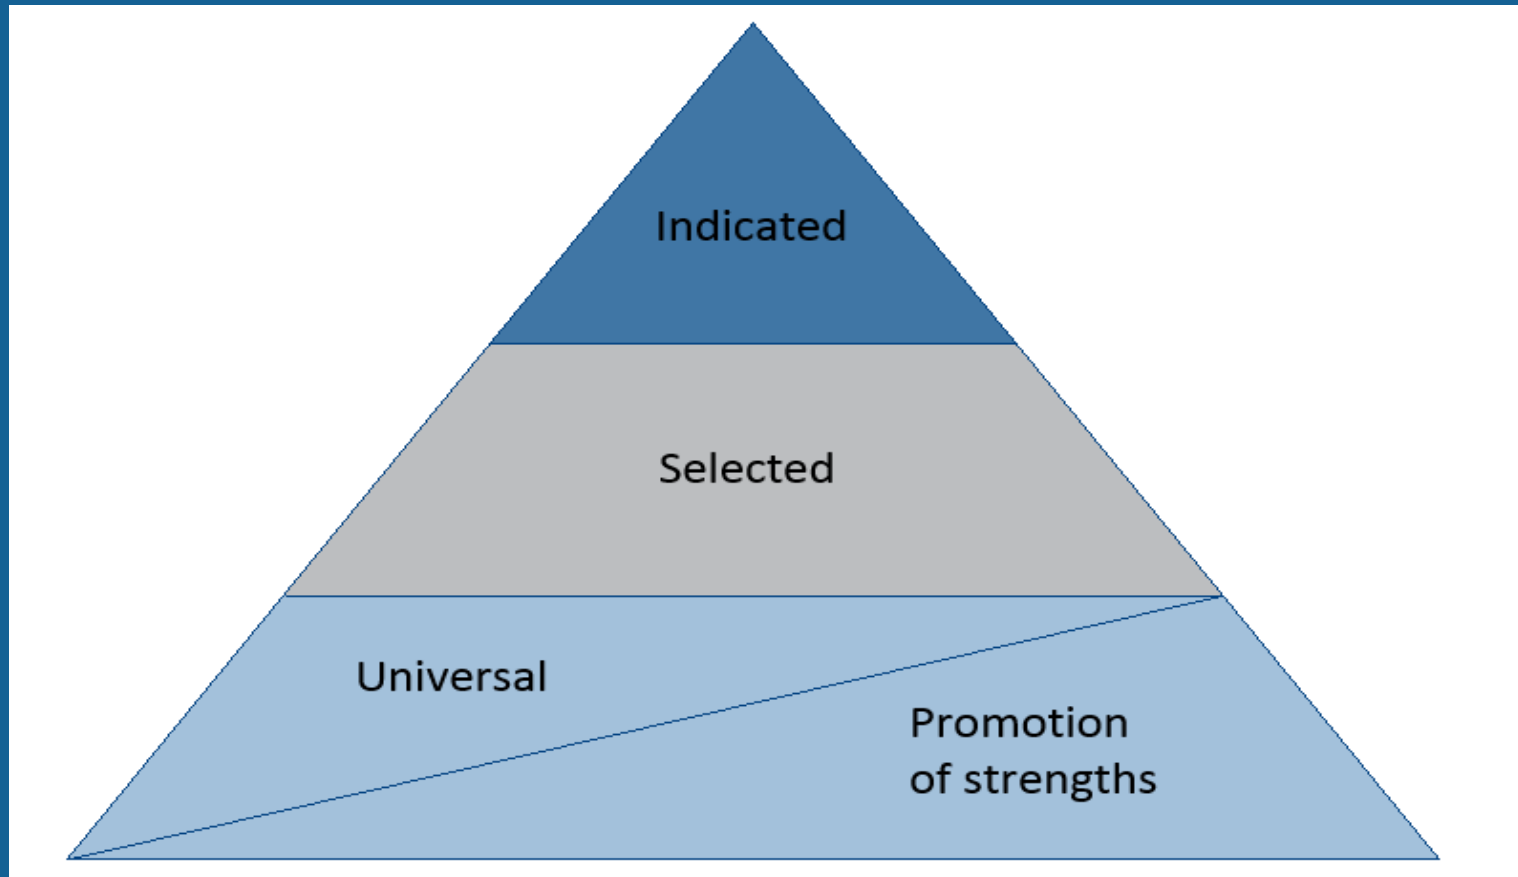 Indicated
Selected
Universal
Promotion
of strengths